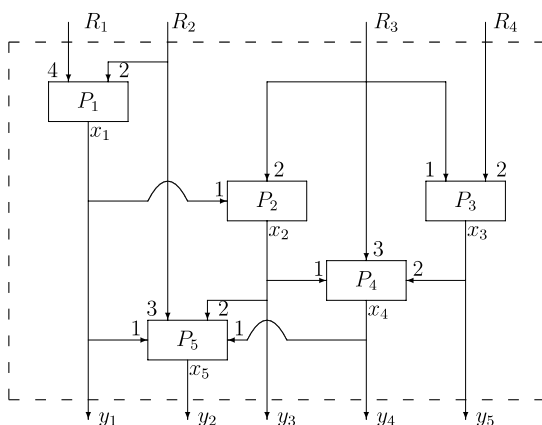 R₁ R₂ R₃ R₄
4 2
P₁
x₁
2 1 2
1 P₂ P₃
x₂ x₃
3
1 P₄ 2
x₄
3 2
1 P₅ 1
x₅
y₁ y₂ y₃ y₄ y₅